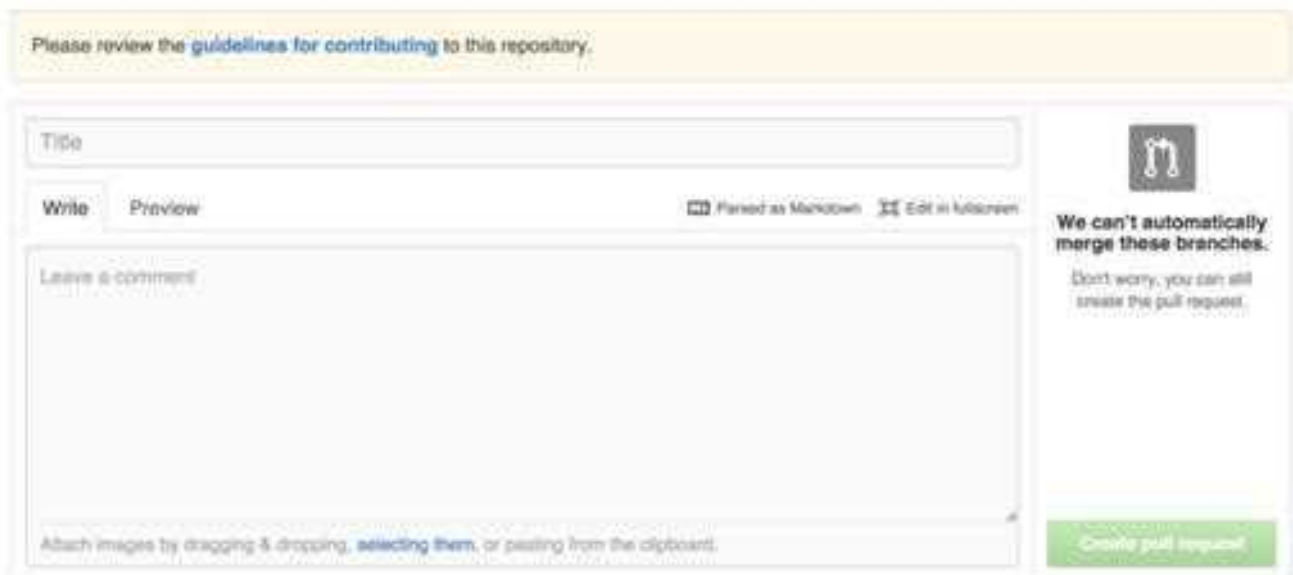 Please review the guidelines for contributing to this repository.
Title
Write Preview Parsed as Markdown Edit in fullscreen
We can't automatically
merge these branches.
Don't worry, you can still
create the pull request.
Leave a comment
Attach images by dragging & dropping, selecting them, or pasting from the clipboard.
Create pull request